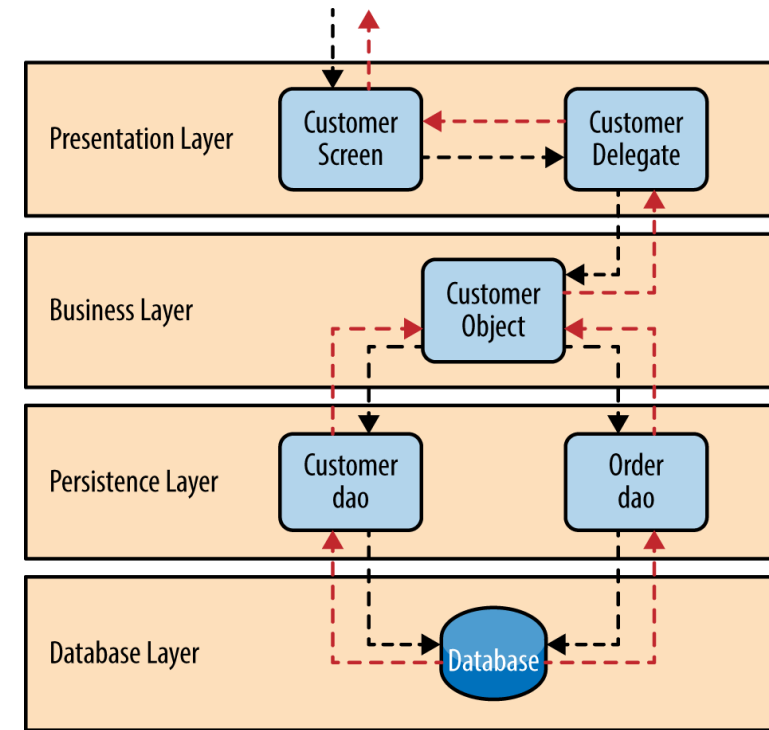 Presentation Layer
Customer
Screen
Customer
Delegate
Business Layer
Customer
Object
Persistence Layer
Customer
dao
Order
dao
Database Layer
Database